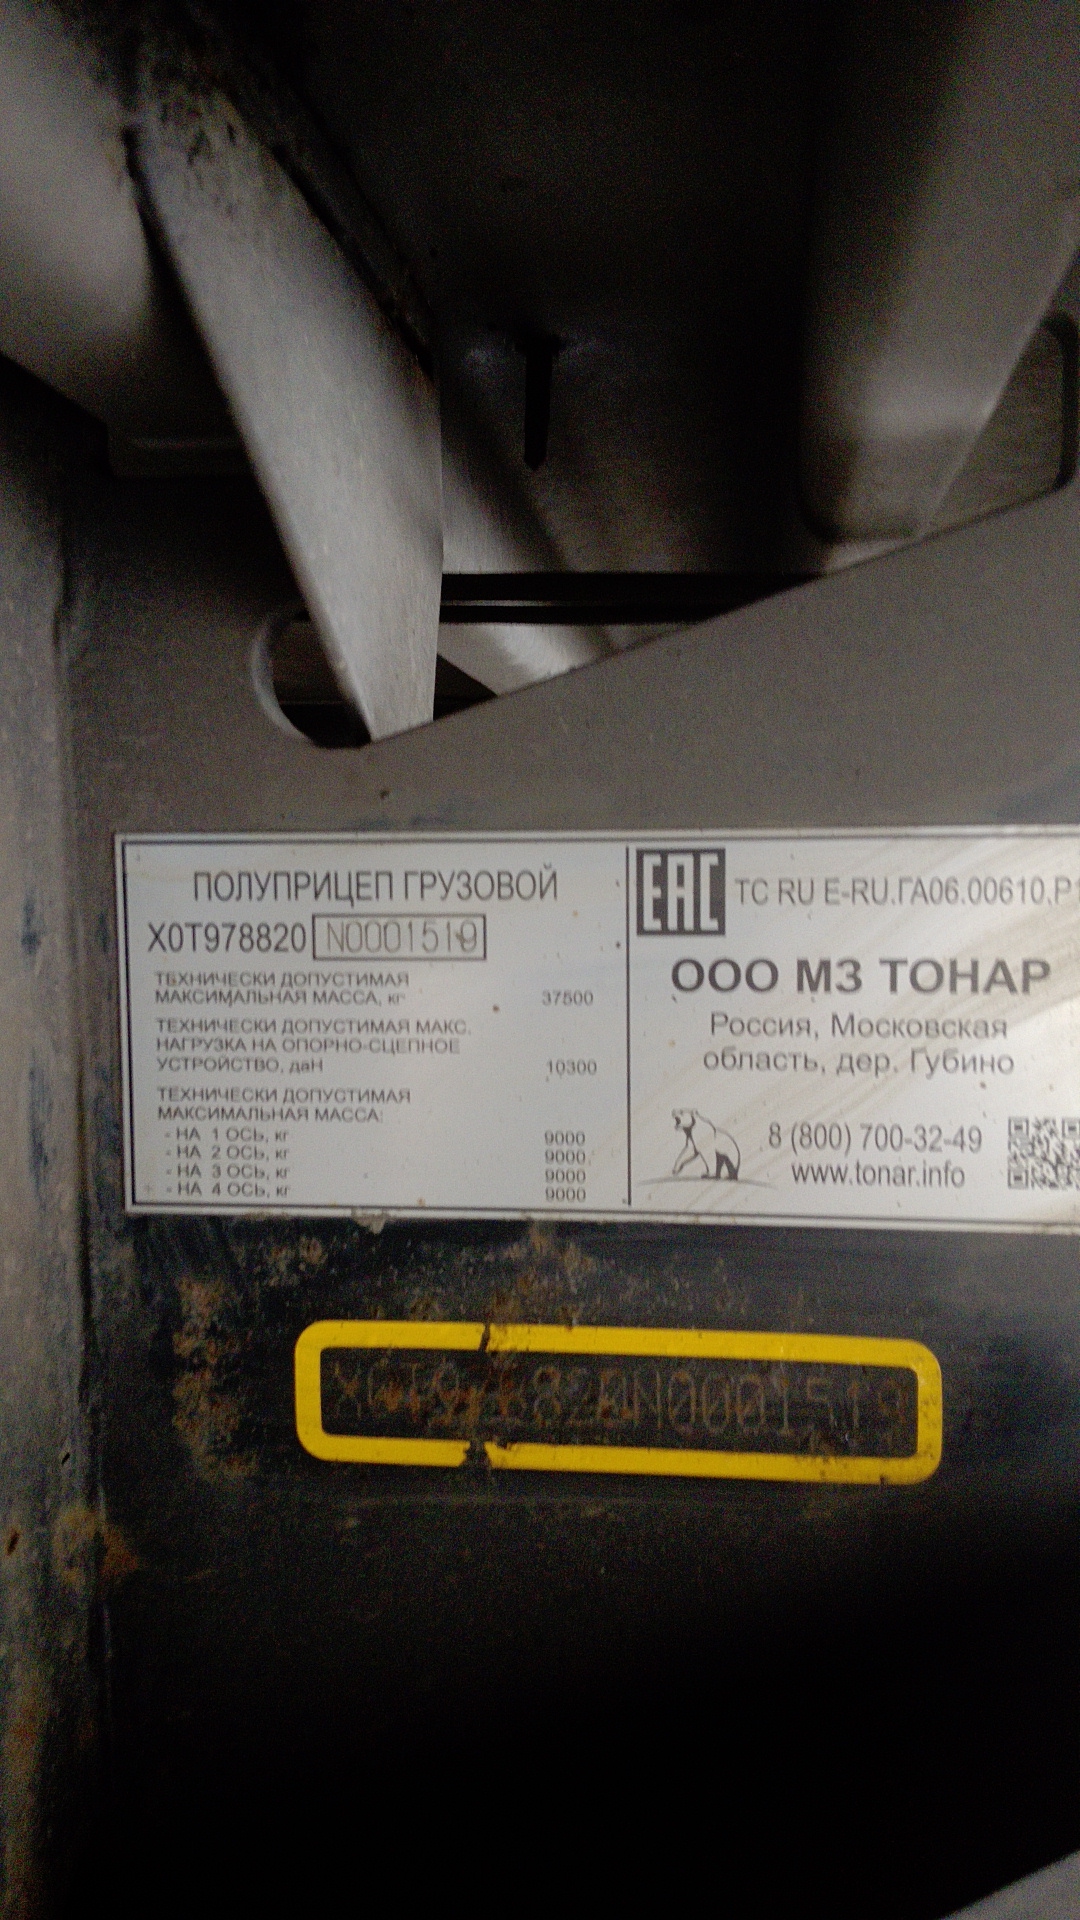 ПОЛУПРИЦЕП ГРУЗОВОЙ
X0T978820 N0001519
ТЕХНИЧЕСКИ ДОПУСТИМАЯ
МАКСИМАЛЬНАЯ МАССА, кг 37500
ТЕХНИЧЕСКИ ДОПУСТИМАЯ МАКС.
НАГРУЗКА НА ОПОРНО-СЦЕПНОЕ
УСТРОЙСТВО, даН 10300
ТЕХНИЧЕСКИ ДОПУСТИМАЯ
МАКСИМАЛЬНАЯ МАССА:
- НА 1 ОСЬ, кг 9000
- НА 2 ОСЬ, кг 9000
- НА 3 ОСЬ, кг 9000
- НА 4 ОСЬ, кг 9000
EAC TC RU E-RU.ГА06.00610.P1
ООО МЗ ТОНАР
Россия, Московская
область, дер. Губино
8 (800) 700-32-49
www.tonar.info
X0T978820N0001519